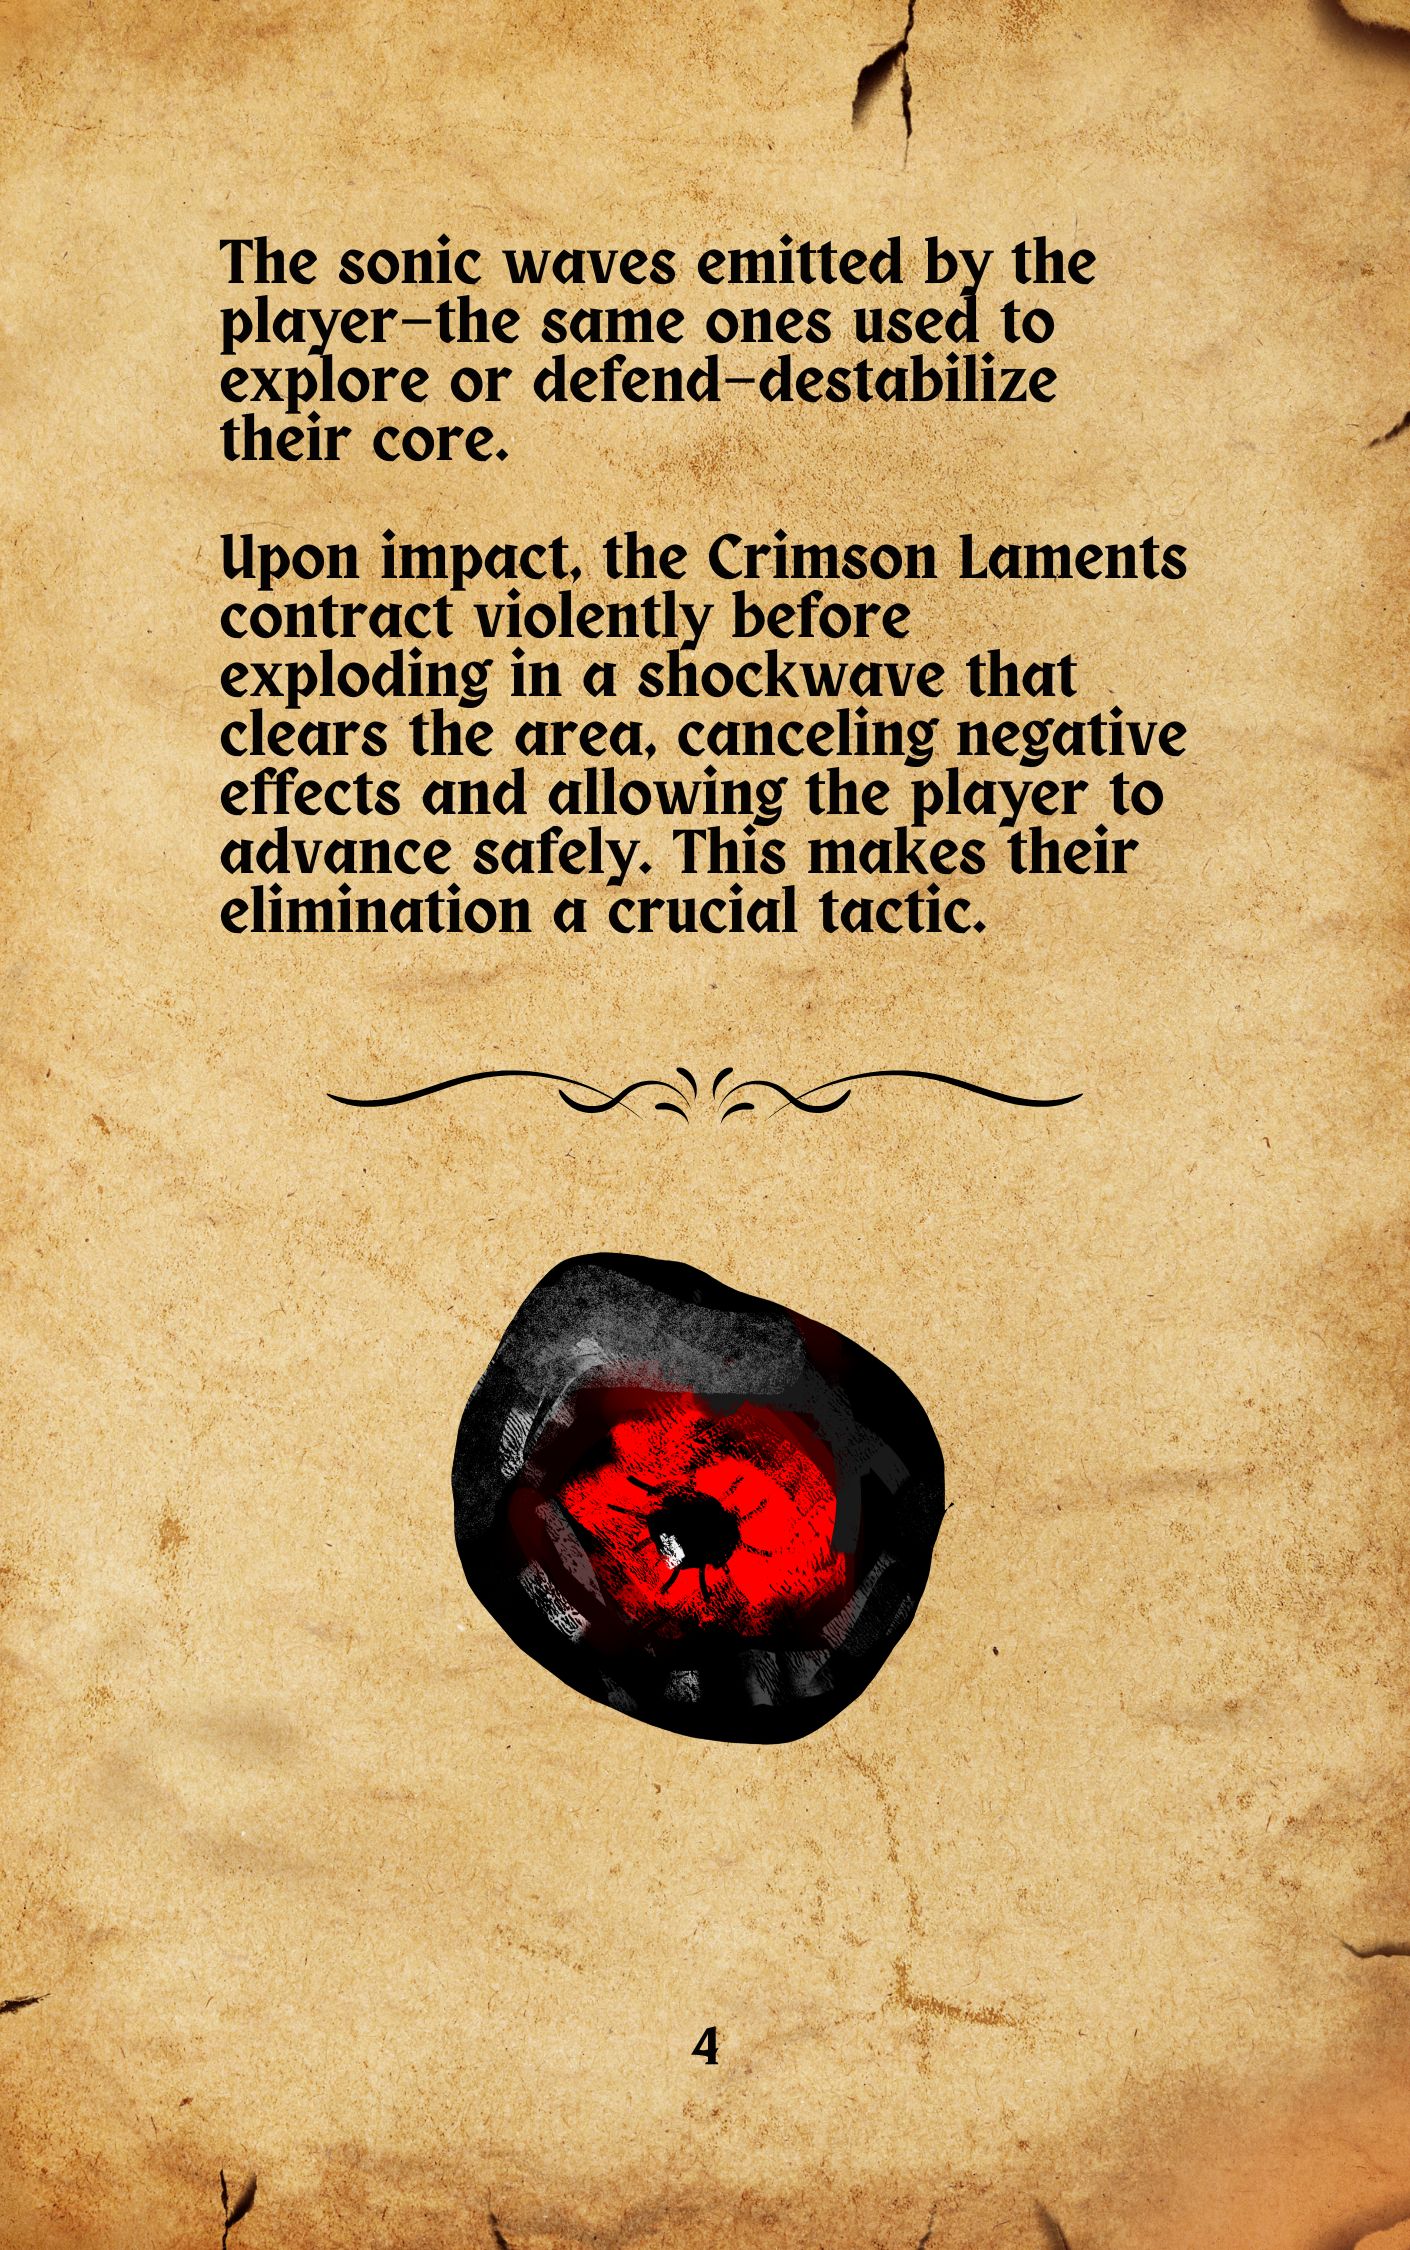 The sonic waves emitted by the
player–the same ones used to
explore or defend–destabilize
their core.
Upon impact, the Crimson Laments
contract violently before
exploding in a shockwave that
clears the area, canceling negative
effects and allowing the player to
advance safely. This makes their
elimination a crucial tactic.
4